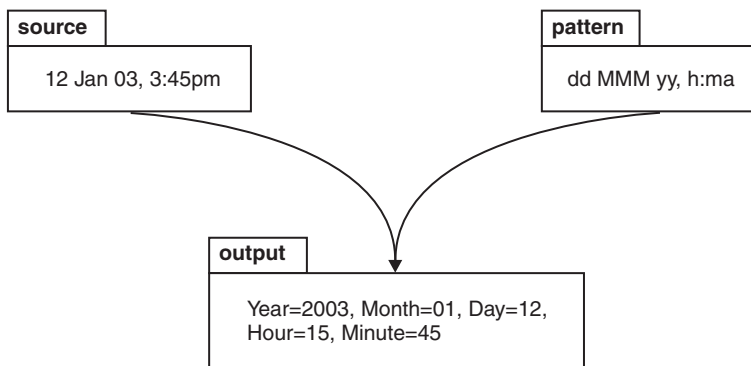 source
12 Jan 03, 3:45pm
pattern
dd MMM yy, h:ma
output
Year=2003, Month=01, Day=12,
Hour=15, Minute=45